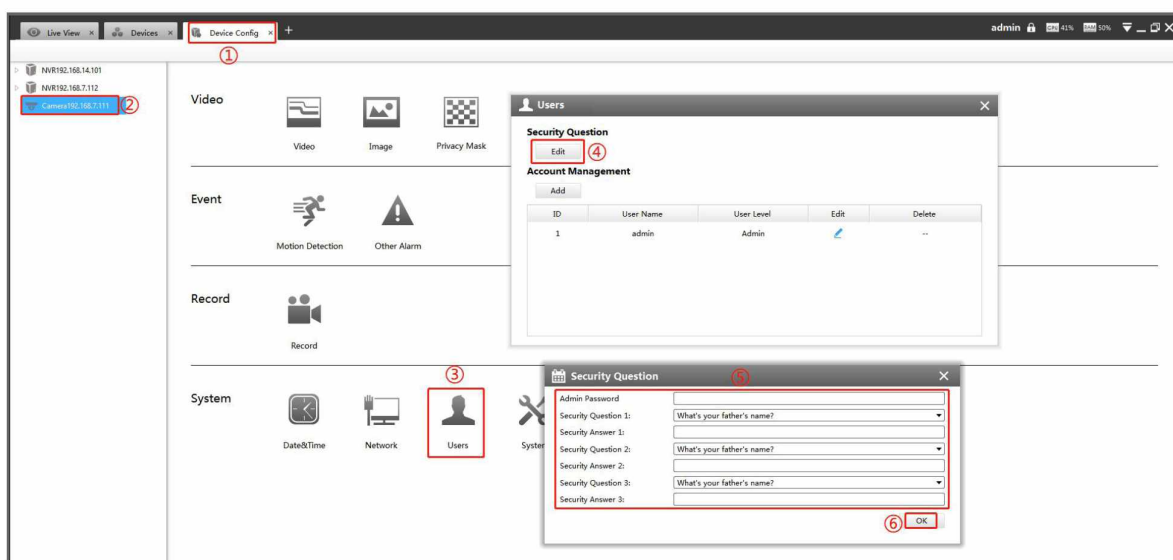 Live View × Devices × Device Config × + admin CPU 41% RAM 50%
①
NVR192.168.14.101
NVR192.168.7.112
Camera192.168.7.111 ②
Video
Video Image Privacy Mask
Event
Motion Detection Other Alarm
Record
Record
③
System
Date&Time Network Users System
Users
Security Question
Edit ④
Account Management
Add
ID User Name User Level Edit Delete
1 admin Admin --
Security Question ⑤
Admin Password
Security Question 1: What's your father's name?
Security Answer 1:
Security Question 2: What's your father's name?
Security Answer 2:
Security Question 3: What's your father's name?
Security Answer 3:
⑥ OK